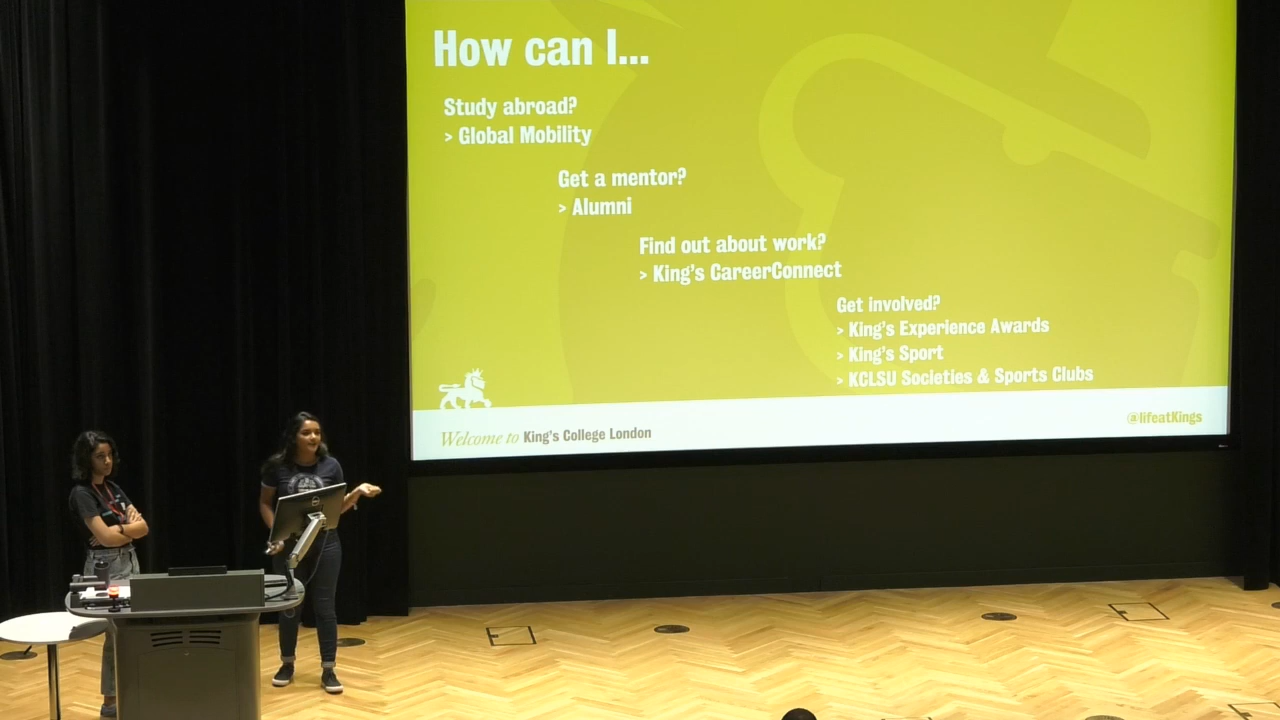 How can I...
Study abroad?
> Global Mobility
Get a mentor?
> Alumni
Find out about work?
> King's CareerConnect
Get involved?
> King's Experience Awards
> King's Sport
> KCLSU Societies & Sports Clubs
Welcome to King's College London
@lifeatKings